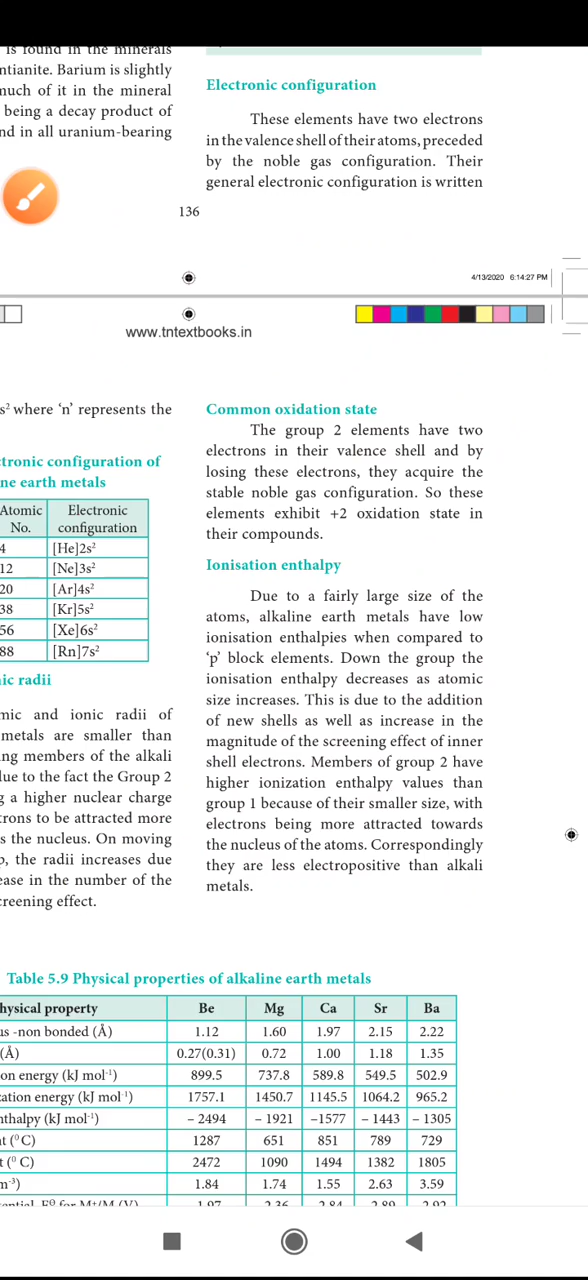 is found in the minerals
ntianite. Barium is slightly
much of it in the mineral
being a decay product of
nd in all uranium-bearing
Electronic configuration
These elements have two electrons
in the valence shell of their atoms, preceded
by the noble gas configuration. Their
general electronic configuration is written
136
4/13/2020 6:14:27 PM
www.tntextbooks.in
s² where ‘n’ represents the
ctronic configuration of
ne earth metals
Atomic No. Electronic configuration
4 [He]2s²
12 [Ne]3s²
20 [Ar]4s²
38 [Kr]5s²
56 [Xe]6s²
88 [Rn]7s²
ic radii
mic and ionic radii of
metals are smaller than
ng members of the alkali
due to the fact the Group 2
g a higher nuclear charge
trons to be attracted more
s the nucleus. On moving
p, the radii increases due
ease in the number of the
creening effect.
Common oxidation state
The group 2 elements have two
electrons in their valence shell and by
losing these electrons, they acquire the
stable noble gas configuration. So these
elements exhibit +2 oxidation state in
their compounds.
Ionisation enthalpy
Due to a fairly large size of the
atoms, alkaline earth metals have low
ionisation enthalpies when compared to
‘p’ block elements. Down the group the
ionisation enthalpy decreases as atomic
size increases. This is due to the addition
of new shells as well as increase in the
magnitude of the screening effect of inner
shell electrons. Members of group 2 have
higher ionization enthalpy values than
group 1 because of their smaller size, with
electrons being more attracted towards
the nucleus of the atoms. Correspondingly
they are less electropositive than alkali
metals.
Table 5.9 Physical properties of alkaline earth metals
hysical property Be Mg Ca Sr Ba
us -non bonded (Å) 1.12 1.60 1.97 2.15 2.22
(Å) 0.27(0.31) 0.72 1.00 1.18 1.35
on energy (kJ mol⁻¹) 899.5 737.8 589.8 549.5 502.9
zation energy (kJ mol⁻¹) 1757.1 1450.7 1145.5 1064.2 965.2
nthalpy (kJ mol⁻¹) – 2494 – 1921 –1577 – 1443 – 1305
nt (⁰ C) 1287 651 851 789 729
t (⁰ C) 2472 1090 1494 1382 1805
m⁻³) 1.84 1.74 1.55 2.63 3.59